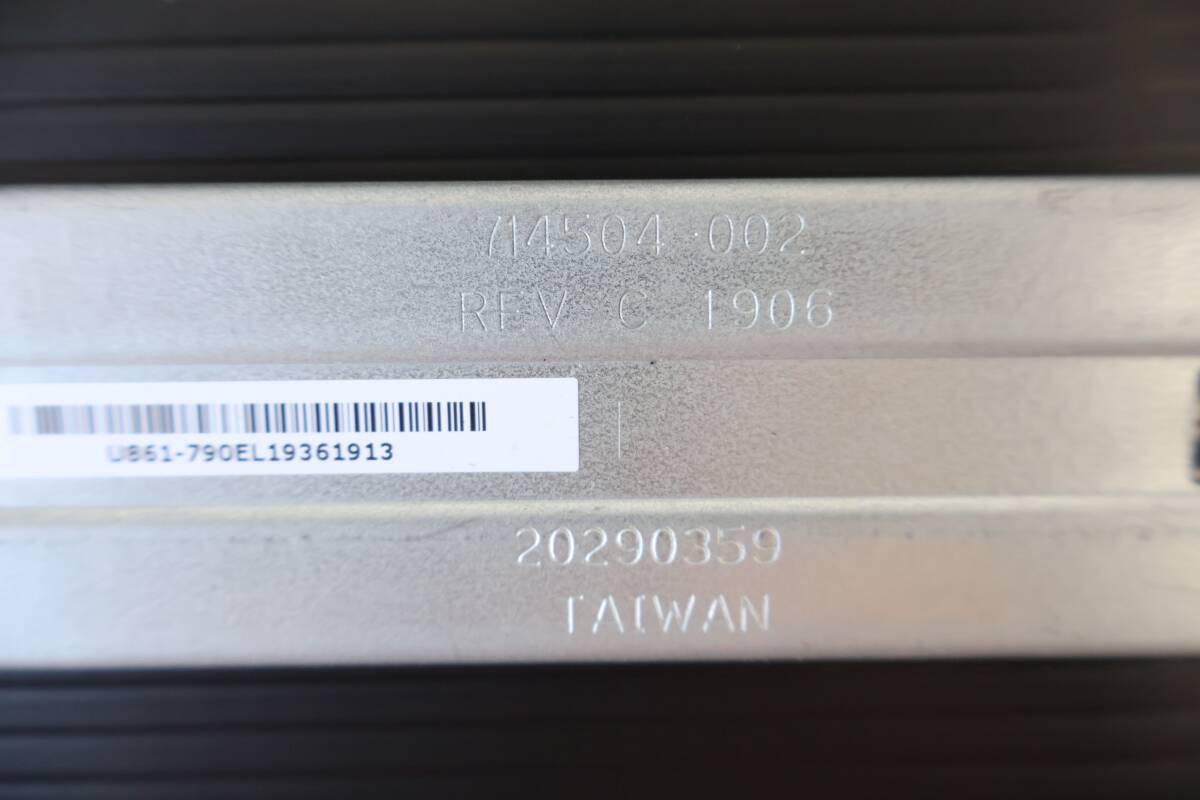 714504-002
REV C 1906
U861-790EL19361913
20290359
TAIWAN